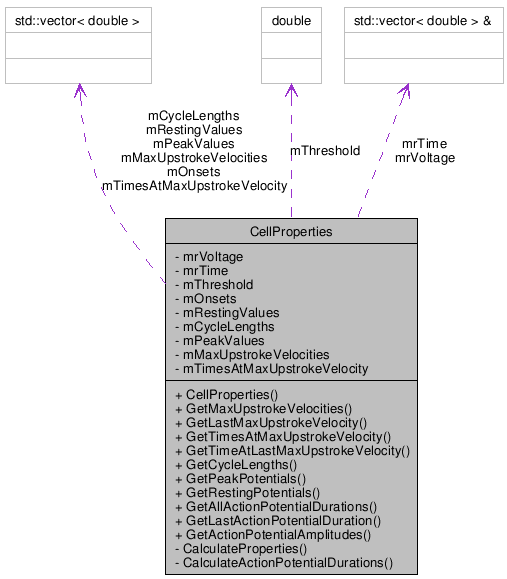 std::vector< double >
double
std::vector< double > &
mCycleLengths
mRestingValues
mPeakValues
mMaxUpstrokeVelocities
mOnsets
mTimesAtMaxUpstrokeVelocity
mThreshold
mrTime
mrVoltage
CellProperties
- mrVoltage
- mrTime
- mThreshold
- mOnsets
- mRestingValues
- mCycleLengths
- mPeakValues
- mMaxUpstrokeVelocities
- mTimesAtMaxUpstrokeVelocity
+ CellProperties()
+ GetMaxUpstrokeVelocities()
+ GetLastMaxUpstrokeVelocity()
+ GetTimesAtMaxUpstrokeVelocity()
+ GetTimeAtLastMaxUpstrokeVelocity()
+ GetCycleLengths()
+ GetPeakPotentials()
+ GetRestingPotentials()
+ GetAllActionPotentialDurations()
+ GetLastActionPotentialDuration()
+ GetActionPotentialAmplitudes()
- CalculateProperties()
- CalculateActionPotentialDurations()